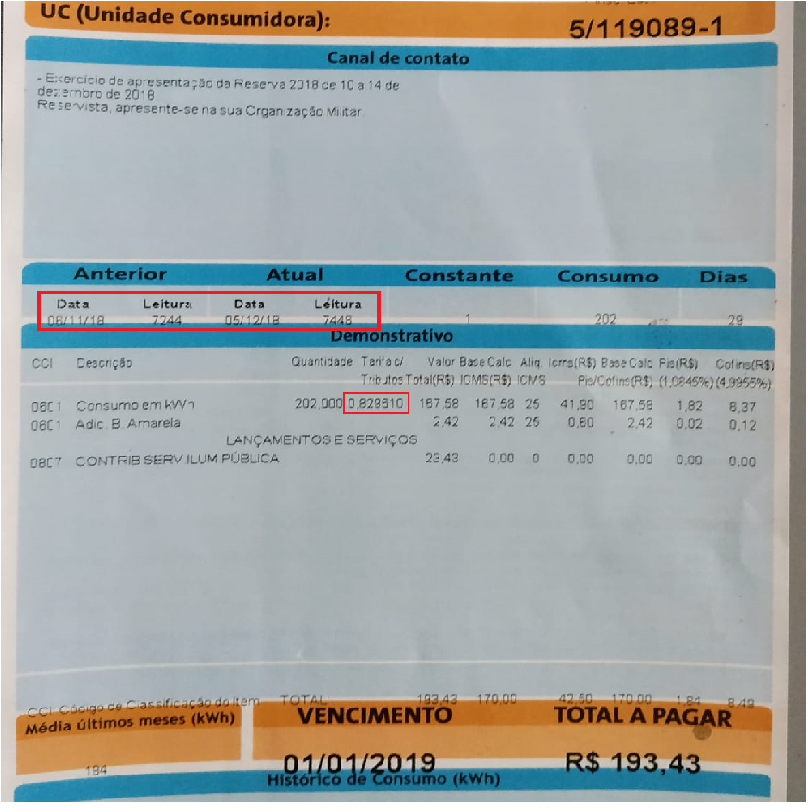 UC (Unidade Consumidora):
5/119089-1
Canal de contato
- Exercício de apresentação da Reserva 2018 de 10 a 14 de
dezembro de 2018
Reservista, apresente-se na sua Organização Militar.
Anterior Atual Constante Consumo Dias
Data Leitura Data Leitura
06/11/18 7244 05/12/18 7446 1 202 29
Demonstrativo
CCI Descrição Quantidade Tarifa c/ Valor Base Calc Aliq. Icms(R$) Base Calc Pis(R$) Cofins(R$)
Tributos Total(R$) ICMS(R$) ICMS Pis/Cofins(R$) (1,0845%) (4,9955%)
0601 Consumo em kWh 202,000 0,829610 167,58 167,58 25 41,90 167,58 1,82 8,37
0601 Adic. B. Amarela 2,42 2,42 25 0,60 2,42 0,02 0,12
LANÇAMENTOS E SERVIÇOS
0807 CONTRIB SERV ILUM PÚBLICA 23,43 0,00 0 0,00 0,00 0,00 0,00
CCI: Código de Classificação do Item TOTAL 193,43 170,00 42,50 170,00 1,84 8,49
Média últimos meses (kWh) VENCIMENTO TOTAL A PAGAR
184 01/01/2019 R$ 193,43
Histórico de Consumo (kWh)